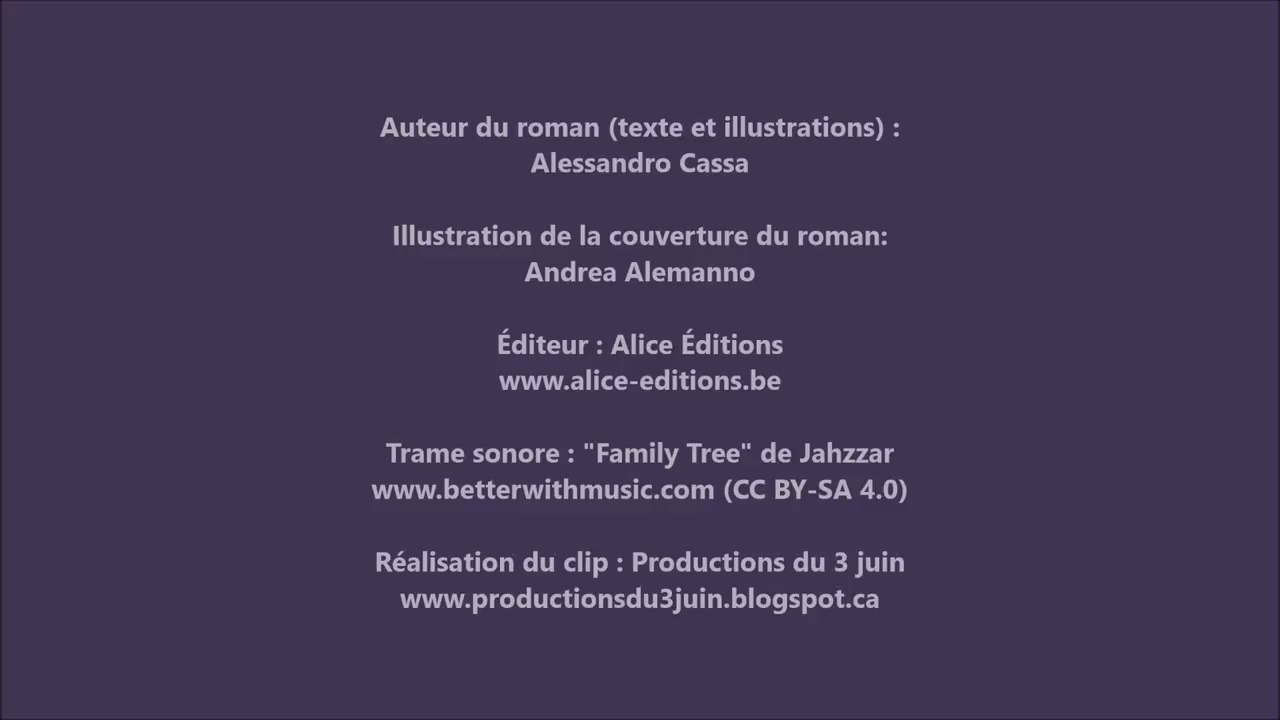 Auteur du roman (texte et illustrations) :
Alessandro Cassa
Illustration de la couverture du roman:
Andrea Alemanno
Éditeur : Alice Éditions
www.alice-editions.be
Trame sonore : "Family Tree" de Jahzzar
www.betterwithmusic.com (CC BY-SA 4.0)
Réalisation du clip : Productions du 3 juin
www.productionsdu3juin.blogspot.ca